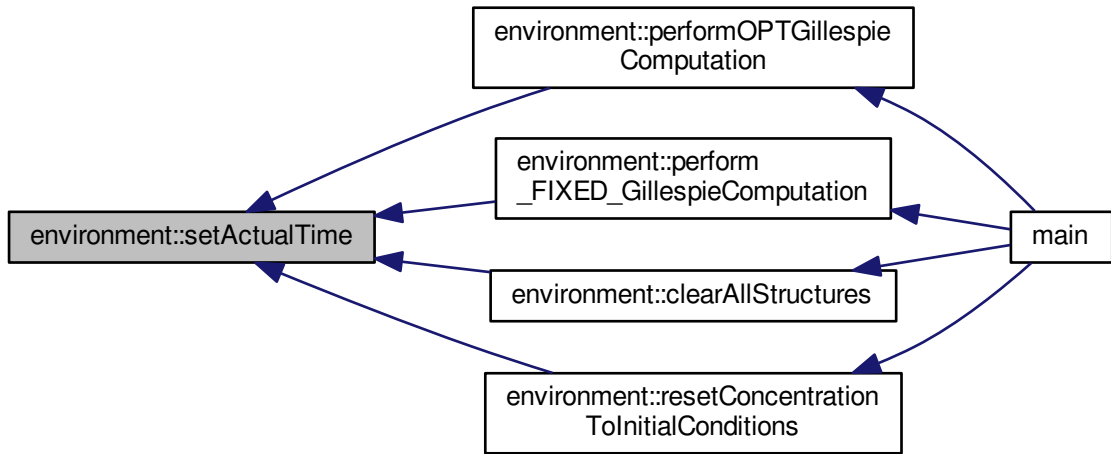 environment::performOPTGillespie
Computation
environment::perform
_FIXED_GillespieComputation
environment::setActualTime
main
environment::clearAllStructures
environment::resetConcentration
ToInitialConditions